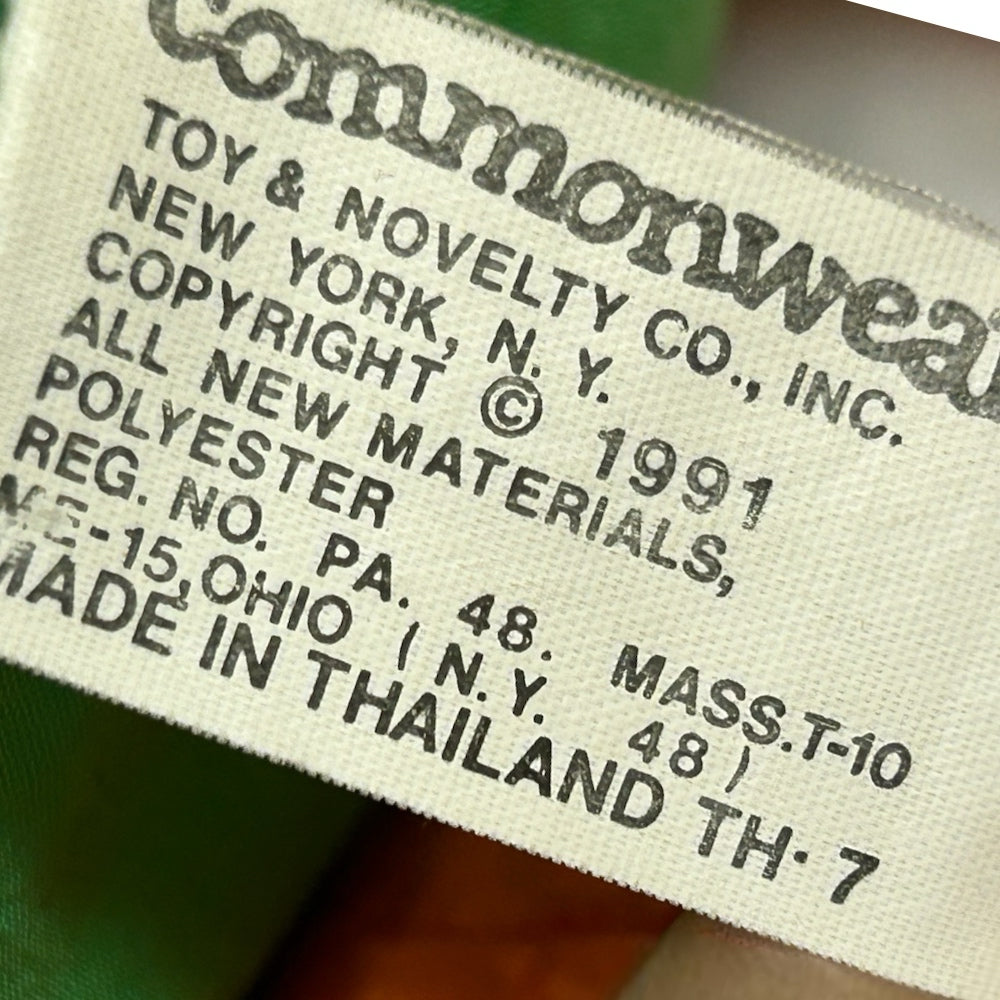 Commonweal
TOY & NOVELTY CO., INC.
NEW YORK, N. Y.
COPYRIGHT © 1991
ALL NEW MATERIALS,
POLYESTER
REG. NO. PA. 48. MASS.T-10
ME-15,OHIO (N.Y. 48)
MADE IN THAILAND TH· 7